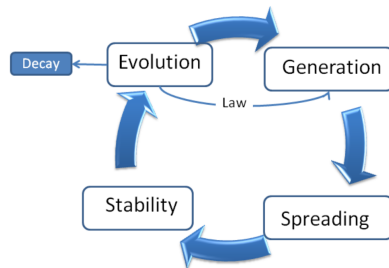 Evolution
Decay
Generation
Law
Stability
Spreading